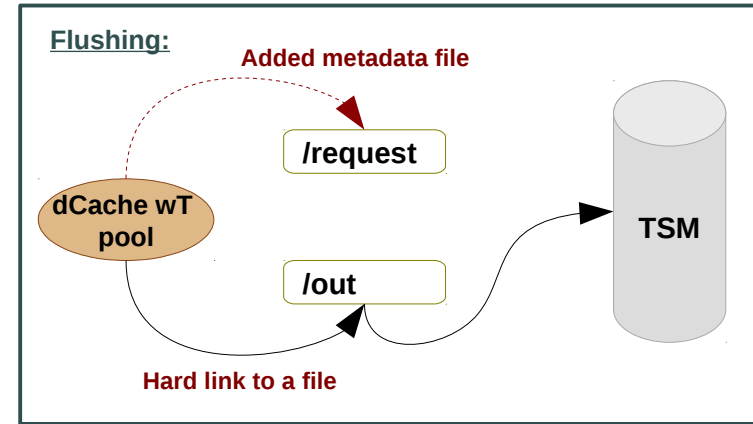 Flushing:
Added metadata file
/request
dCache wT
pool
TSM
/out
Hard link to a file